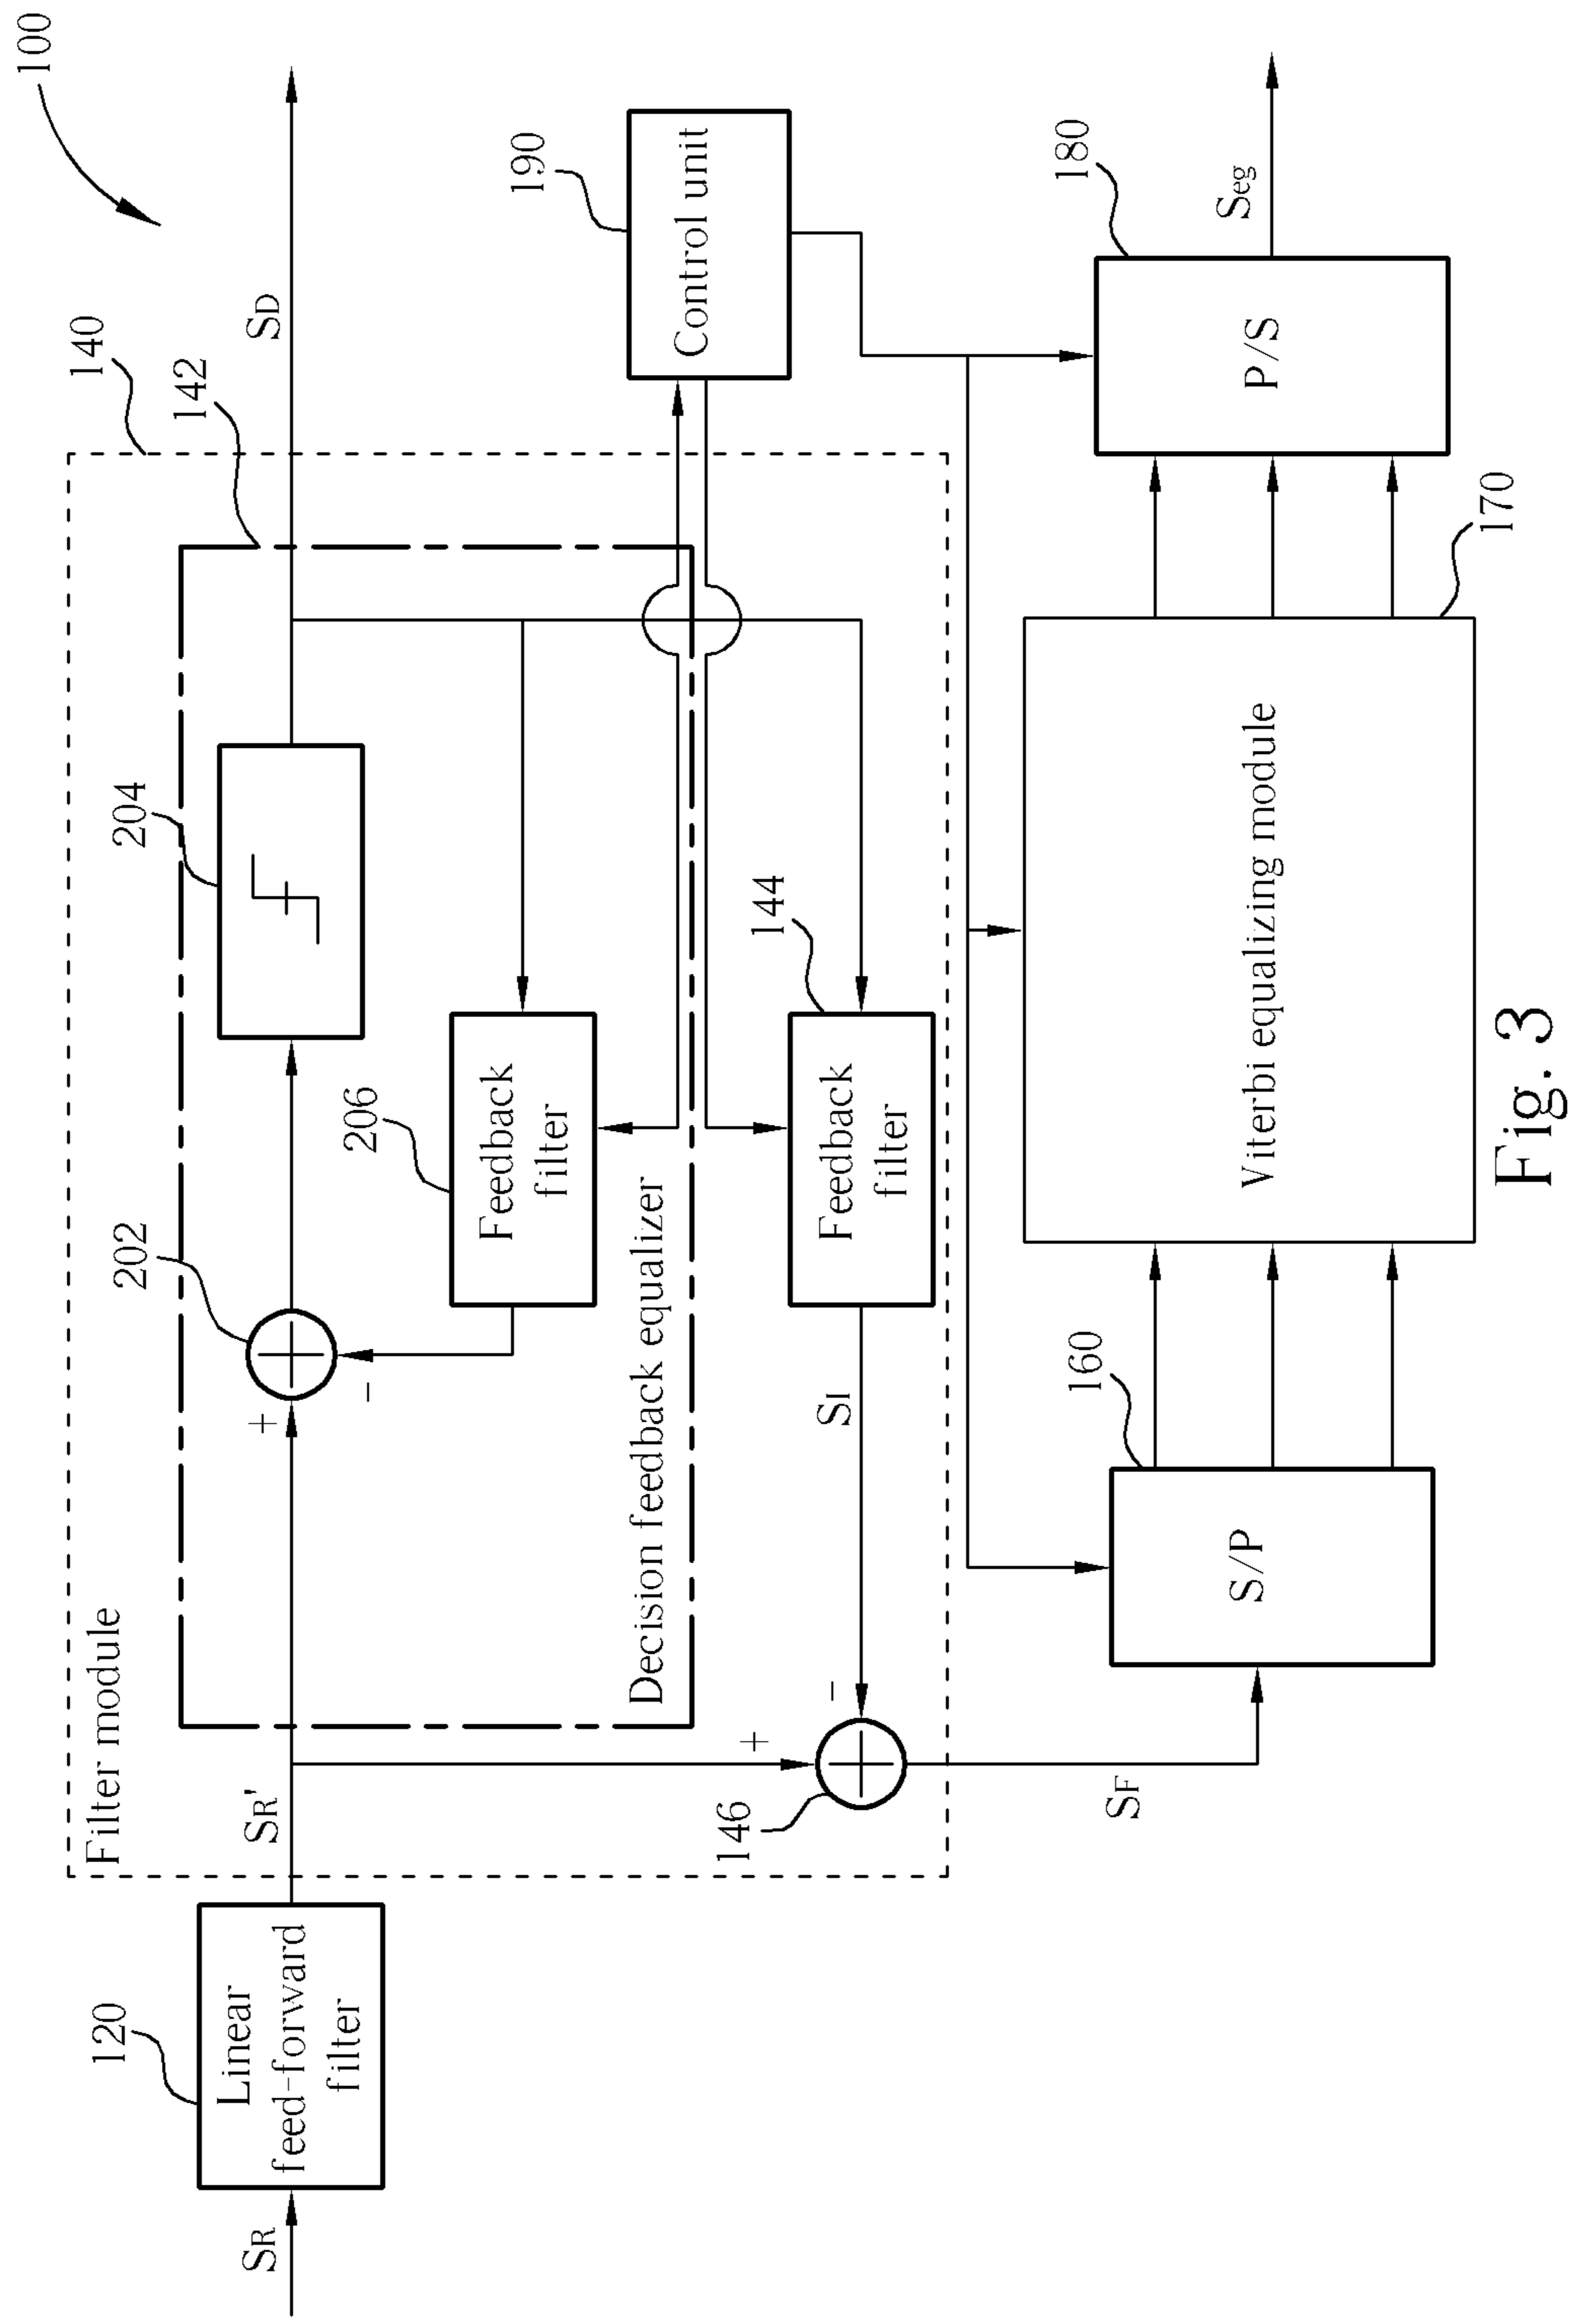 100
140
142
SD
Filter module
204
202
206
Feedback
filter
Decision feedback equalizer
+
-
190
Control unit
120
Linear
feed-forward
filter
SR
SR'
144
Feedback
filter
SI
146
+
-
SF
160
S/P
170
Viterbi equalizing module
180
P/S
Seg
Fig. 3